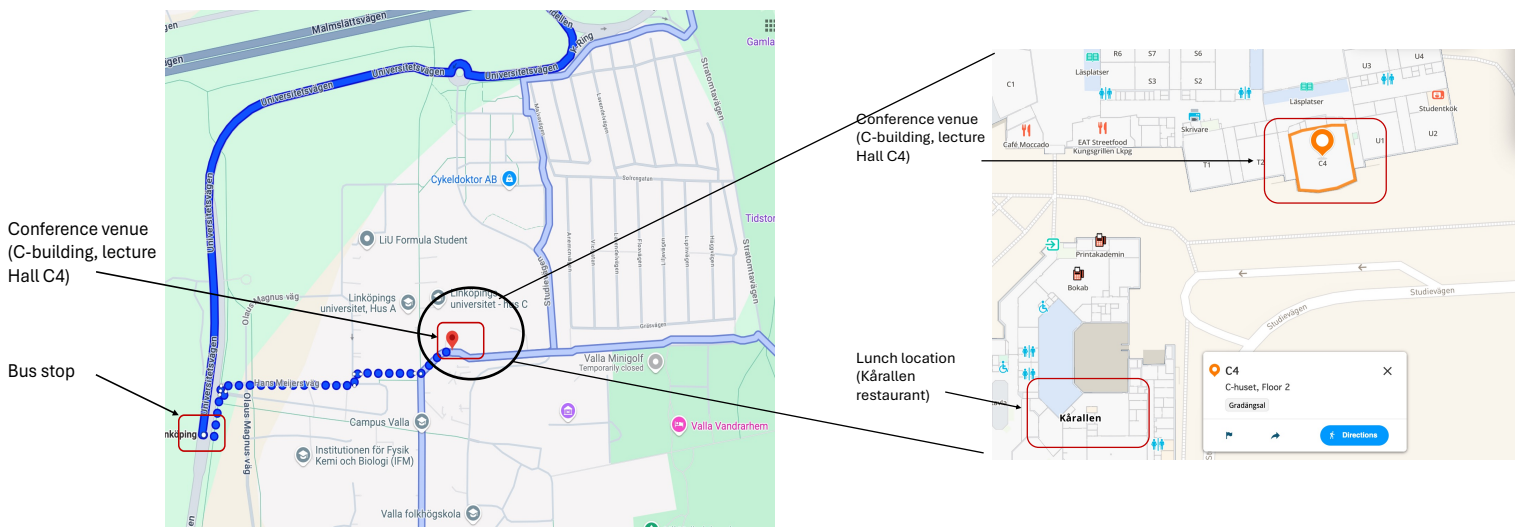 Conference venue
(C-building, lecture
Hall C4)
Bus stop
Malmslättsvägen
Universitetsvägen
Universitetsvägen
Universitetsvägen
Universitetsvägen
Universitetsvägen
Y-Ring
Gamla
Stratomtavägen
Stratomtavägen
Cykeldoktor AB
LiU Formula Student
Linköpings
universitet, Hus A
Linköpings
universitet - hus C
Olaus Magnus väg
Olaus Magnus väg
Hans Meijers väg
Studievägen
Gräsvägen
Tidstor
Valla Minigolf
Temporarily closed
Valla Vandrarhem
Campus Valla
Institutionen för Fysik
Kemi och Biologi (IFM)
Valla folkhögskola
nköping
Conference venue
(C-building, lecture
Hall C4)
Lunch location
(Kårallen
restaurant)
R6
S7
S6
U3
U4
Läsplatser
C1
S3
S2
Läsplatser
Studentkök
Skrivare
Café Moccado
EAT Streetfood
Kungsgrillen Lkpg
T1
T2
C4
U1
U2
Printakademin
Bokab
Studievägen
Studievägen
Kårallen
C4
C-huset, Floor 2
Gradängsal
Directions